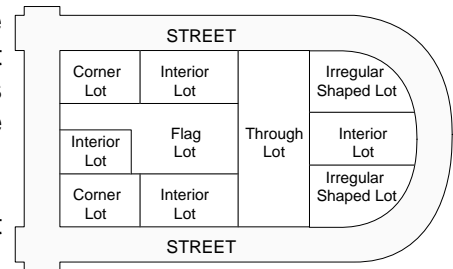 STREET
Corner
Lot
Interior
Lot
Irregular
Shaped Lot
Interior
Lot
Flag
Lot
Through
Lot
Interior
Lot
Corner
Lot
Interior
Lot
Irregular
Shaped Lot
STREET